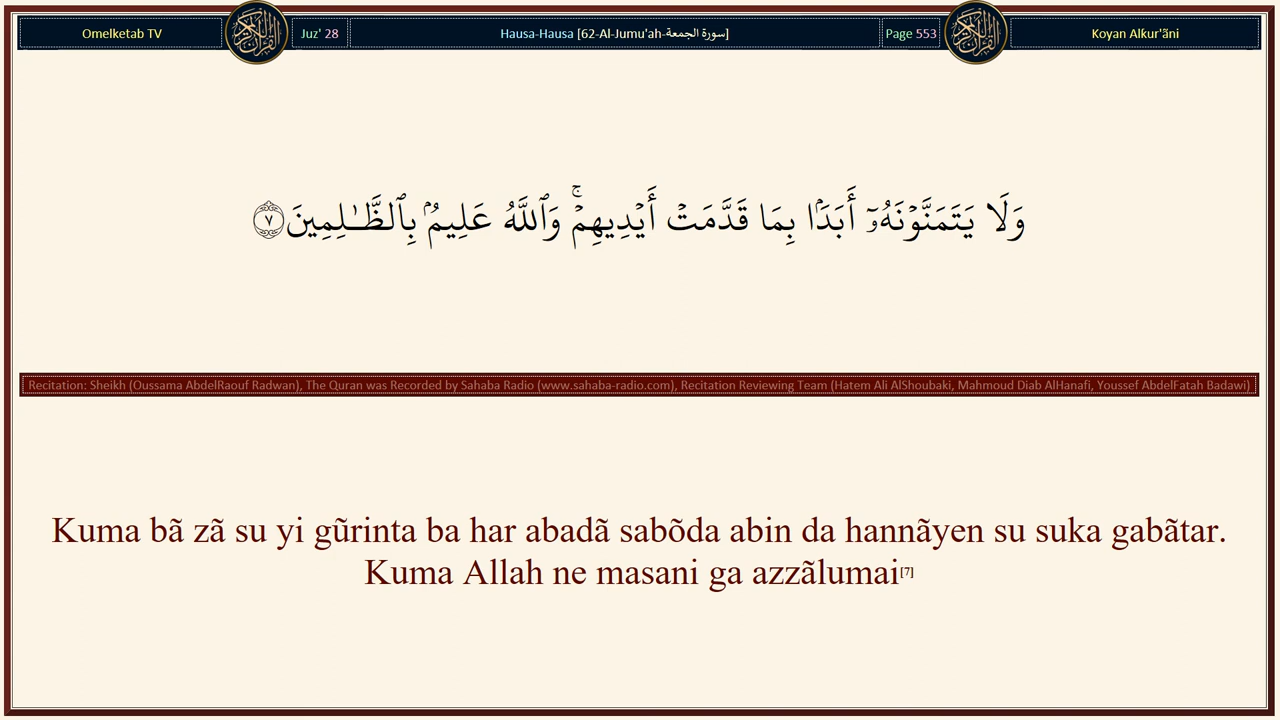 Omelketab TV
Juz' 28
Hausa-Hausa [62-Al-Jumu'ah-سورة الجمعة]
Page 553
Koyan Alƙur'ãni
وَلَا يَتَمَنَّوۡنَهُۥٓ أَبَدَۢا بِمَا قَدَّمَتۡ أَيۡدِيهِمۡۚ وَٱللَّهُ عَلِيمُۢ بِٱلظَّـٰلِمِينَ ٧
Recitation: Sheikh (Oussama AbdelRaouf Radwan), The Quran was Recorded by Sahaba Radio (www.sahaba-radio.com), Recitation Reviewing Team (Hatem Ali AlShoubaki, Mahmoud Diab AlHanafi, Youssef AbdelFatah Badawi)
Kuma bã zã su yi gũrinta ba har abadã sabõda abin da hannãyen su suka gabãtar.
Kuma Allah ne masani ga azzãlumai[7]